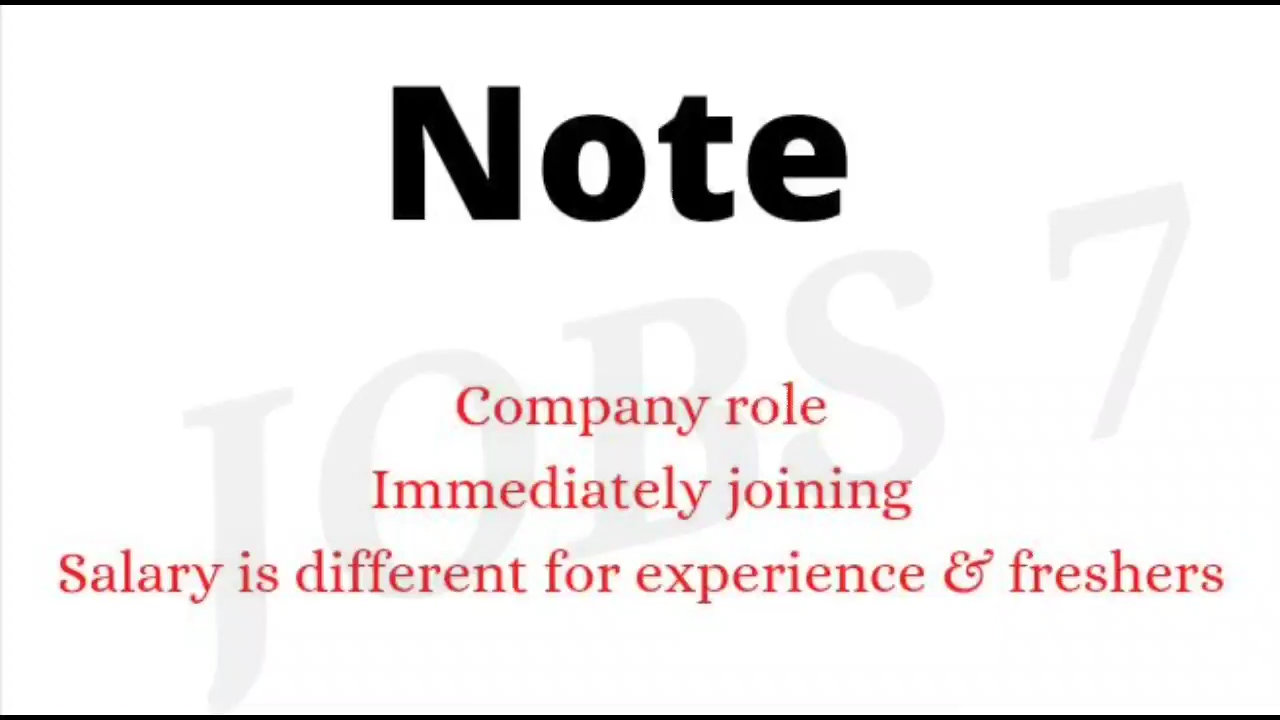 Note
JOBS 7
Company role
Immediately joining
Salary is different for experience & freshers